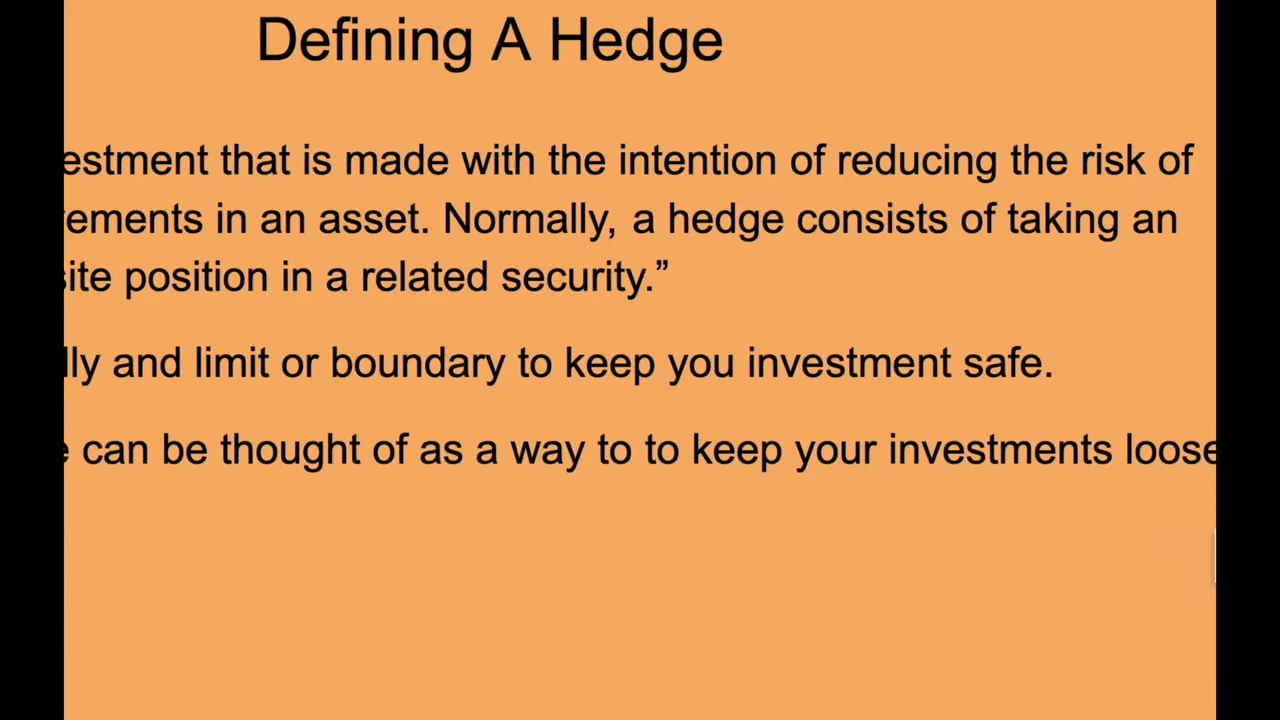 Defining A Hedge
estment that is made with the intention of reducing the risk of
ements in an asset. Normally, a hedge consists of taking an
site position in a related security.”
lly and limit or boundary to keep you investment safe.
e can be thought of as a way to to keep your investments loose